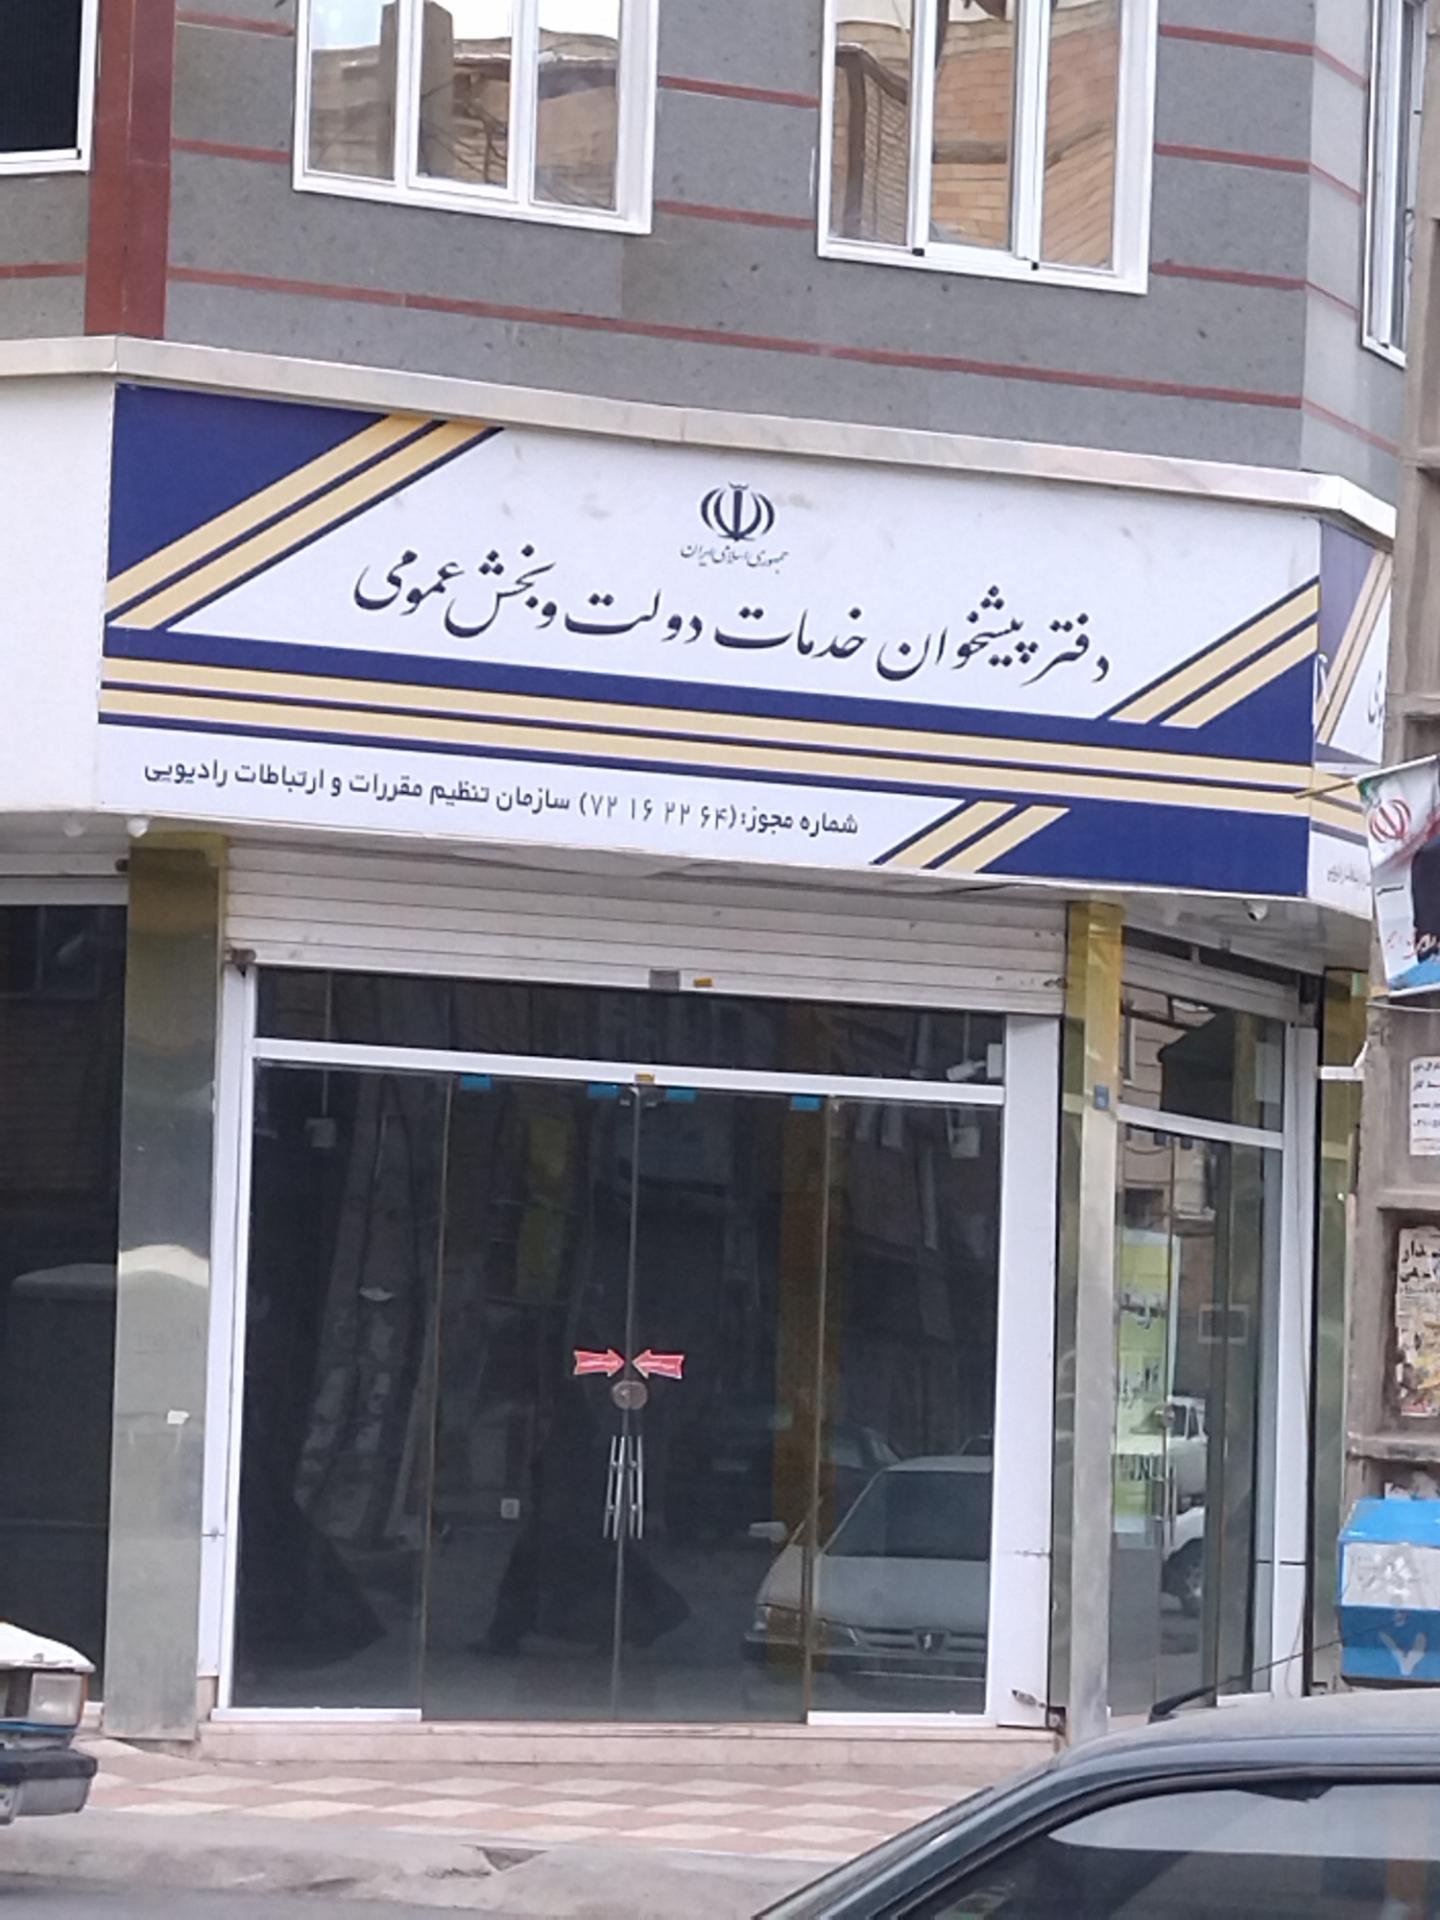 جمهوری اسلامی ایران
دفتر پیشخوان خدمات دولت و بخش عمومی
شماره مجوز: (۷۲ ۱۶ ۲۲ ۶۴) سازمان تنظیم مقررات و ارتباطات رادیویی